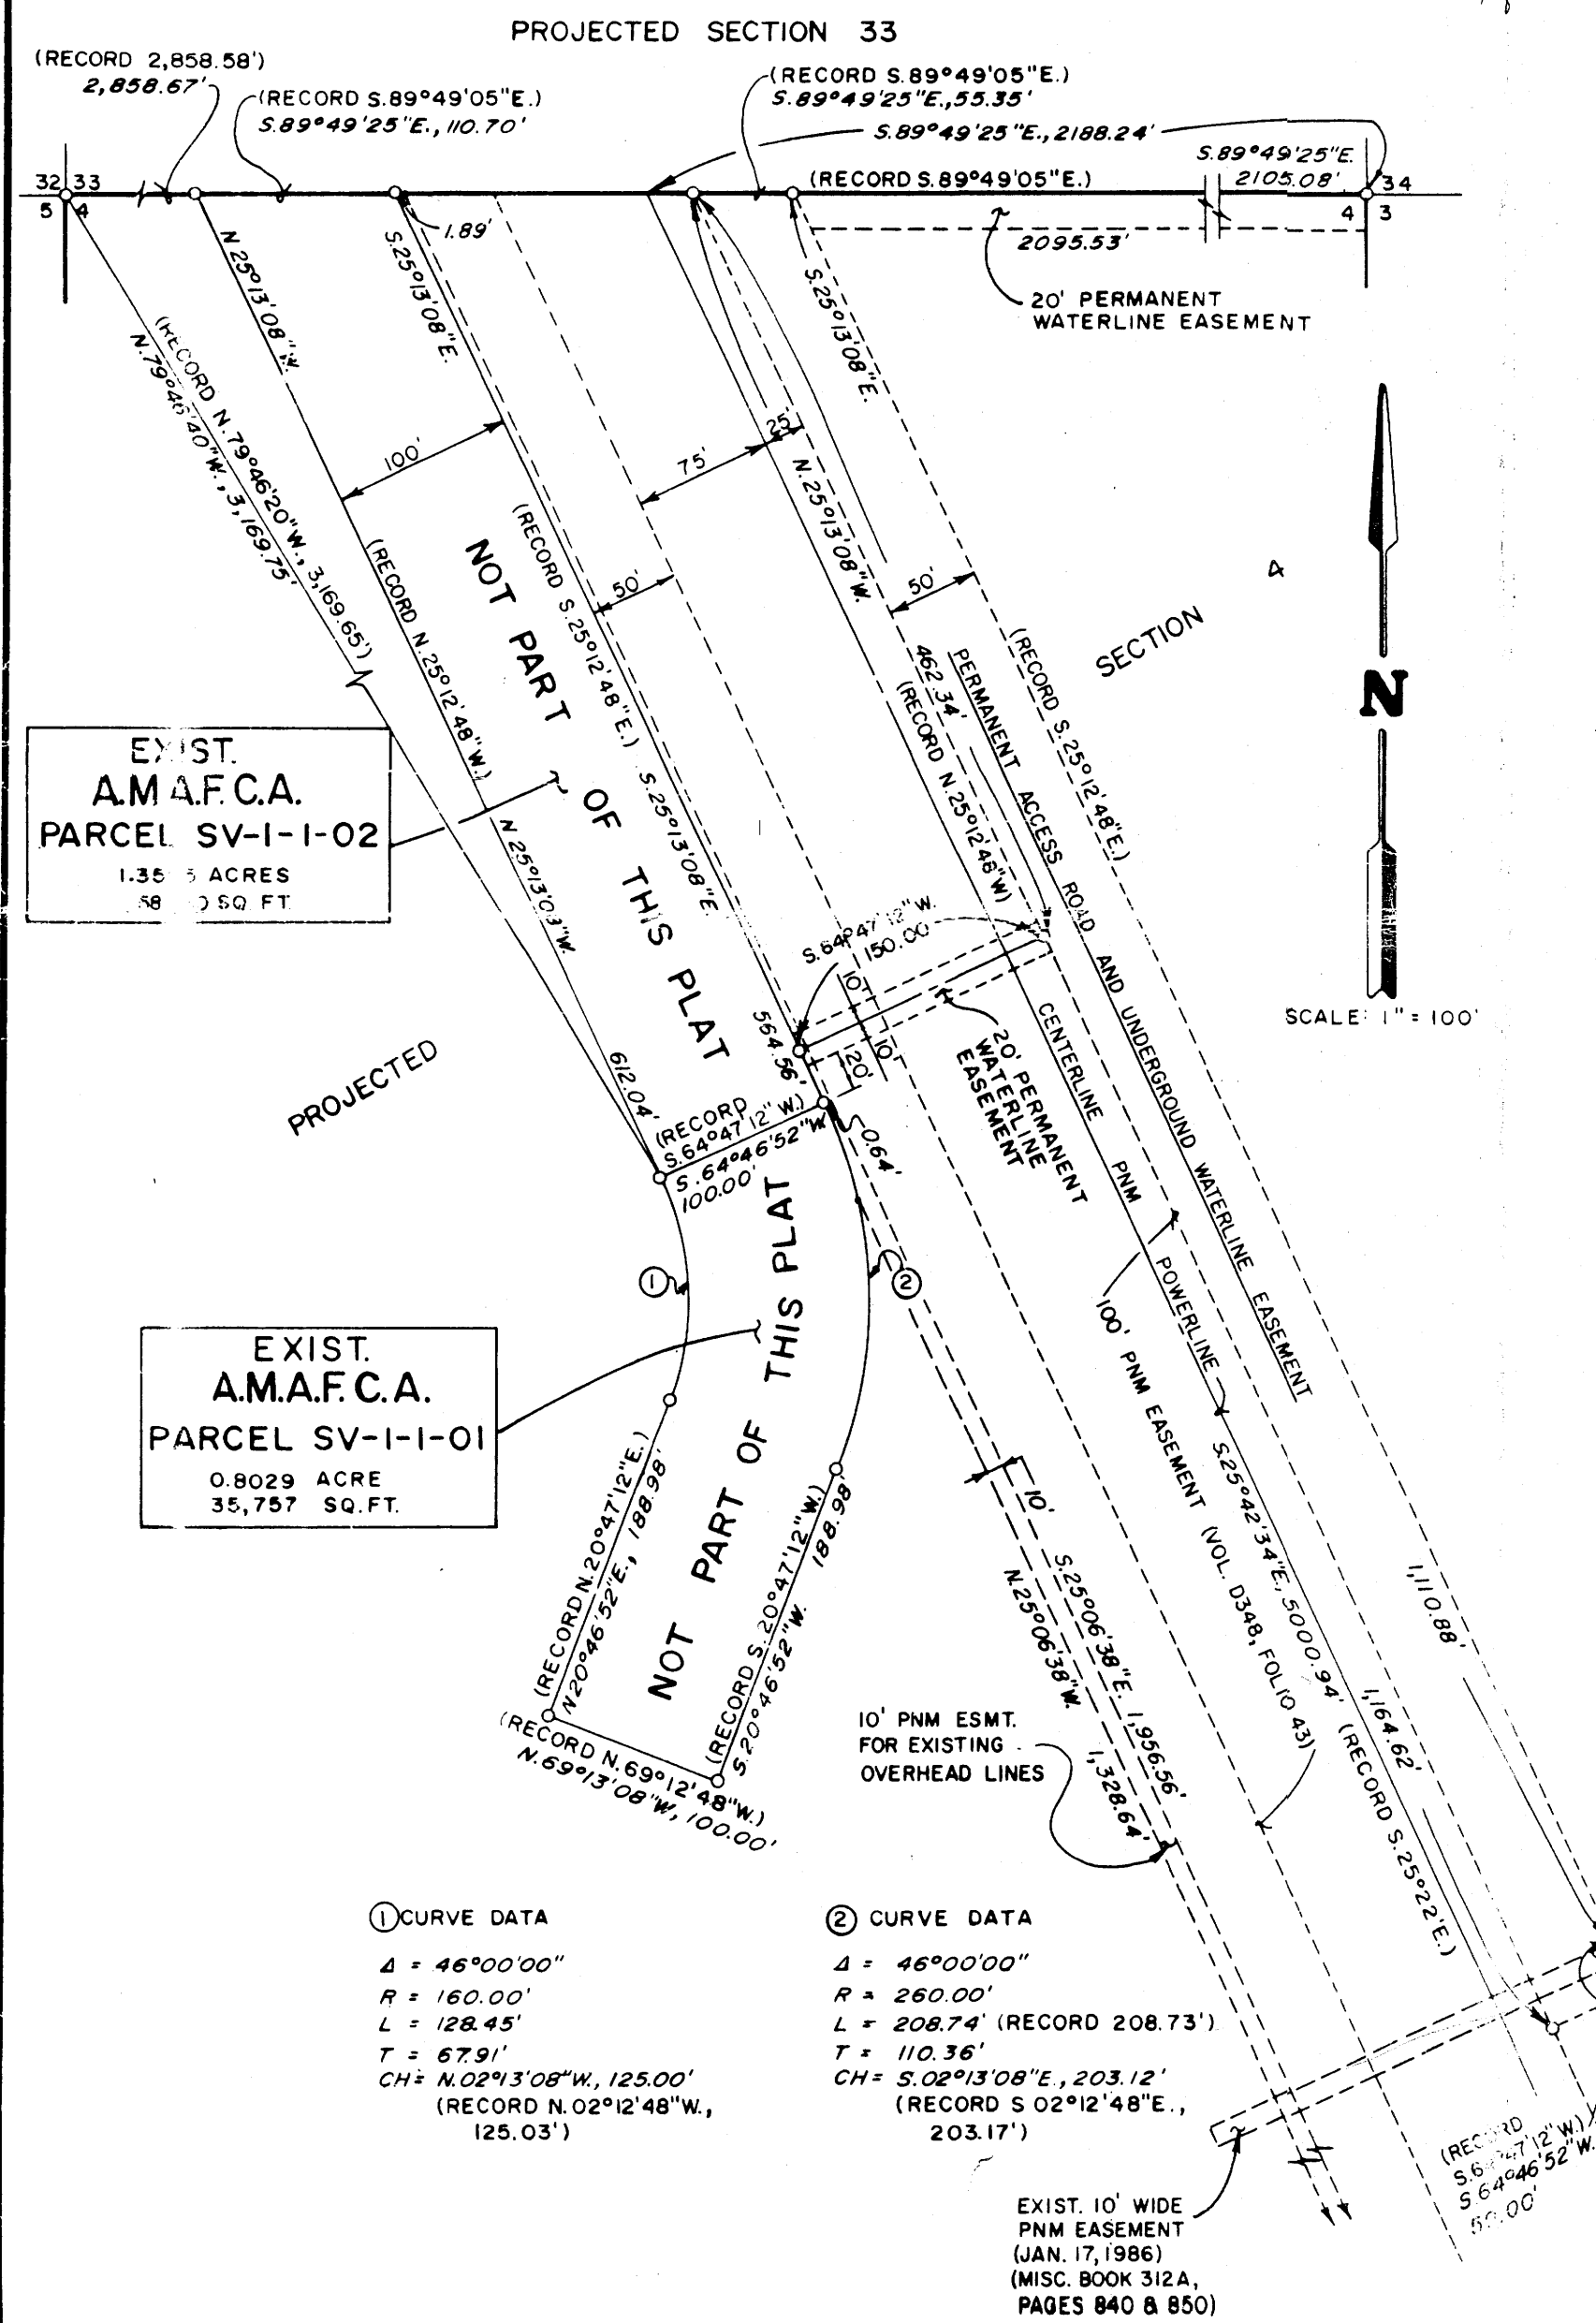 PROJECTED SECTION 33
(RECORD 2,858.58')
2,858.67'
(RECORD S.89°49'05"E.)
S.89°49'25"E., 110.70'
(RECORD S.89°49'05"E.)
S.89°49'25"E., 55.35'
S.89°49'25"E., 2188.24'
S.89°49'25"E.
2105.08'
(RECORD S.89°49'05"E.)
32 33
5 4
34
4 3
1.89'
2095.53'
20' PERMANENT
WATERLINE EASEMENT
N 25°13'08"W.
S.25°13'08"E.
S.25°13'08"E.
(RECORD N.79°46'20"W., 3,169.65')
N.79°46'40"W., 3,169.75'
100'
75'
25'
N.25°13'08"W.
50'
50'
(RECORD N.25°12'48"W.)
NOT PART OF THIS PLAT
(RECORD S.25°12'48"E.)
S.25°13'08"E.
462.34'
(RECORD N.25°12'48"W)
PERMANENT ACCESS ROAD AND UNDERGROUND WATERLINE EASEMENT
(RECORD S.25°12'48"E.)
SECTION
4
N
SCALE: 1" = 100'
EXIST.
A.M.A.F.C.A.
PARCEL SV-1-1-02
ACRES
SQ. FT.
N 25°13'08"W.
612.04'
564.56'
S.64°47'12"W.
150.00
10'
10'
20'
20' PERMANENT
WATERLINE
EASEMENT
PROJECTED
(RECORD
S.64°47'12"W.)
S.64°46'52"W
100.00'
0.64'
CENTERLINE PNM POWERLINE
100' PNM EASEMENT (VOL. D348, FOLIO 431)
1
2
EXIST.
A.M.A.F.C.A.
PARCEL SV-1-1-01
0.8029 ACRE
35,757 SQ.FT.
NOT PART OF THIS PLAT
(RECORD N.20°47'12"E.)
N20°46'52"E., 188.98'
(RECORD S.20°47'12"W.)
S.20°46'52"W. 188.98'
(RECORD N.69°12'48"W.)
N.69°13'08"W, 100.00'
10'
S.25°06'38"E. 1,956.56'
N.25°06'38"W. 1,328.64'
S.25°42'34"E., 5000.94' (RECORD S.25°22'E.)
1,164.62'
1,110.88'
10' PNM ESMT.
FOR EXISTING
OVERHEAD LINES
1 CURVE DATA
Δ = 46°00'00"
R = 160.00'
L = 128.45'
T = 67.91'
CH = N.02°13'08"W., 125.00'
(RECORD N.02°12'48"W.,
125.03')
2 CURVE DATA
Δ = 46°00'00"
R = 260.00'
L = 208.74' (RECORD 208.73')
T = 110.36'
CH = S.02°13'08"E., 203.12'
(RECORD S 02°12'48"E.,
203.17')
(RECORD
S.64°46'52"W.
EXIST. 10' WIDE
PNM EASEMENT
(JAN. 17, 1986)
(MISC. BOOK 312A,
PAGES 840 & 850)